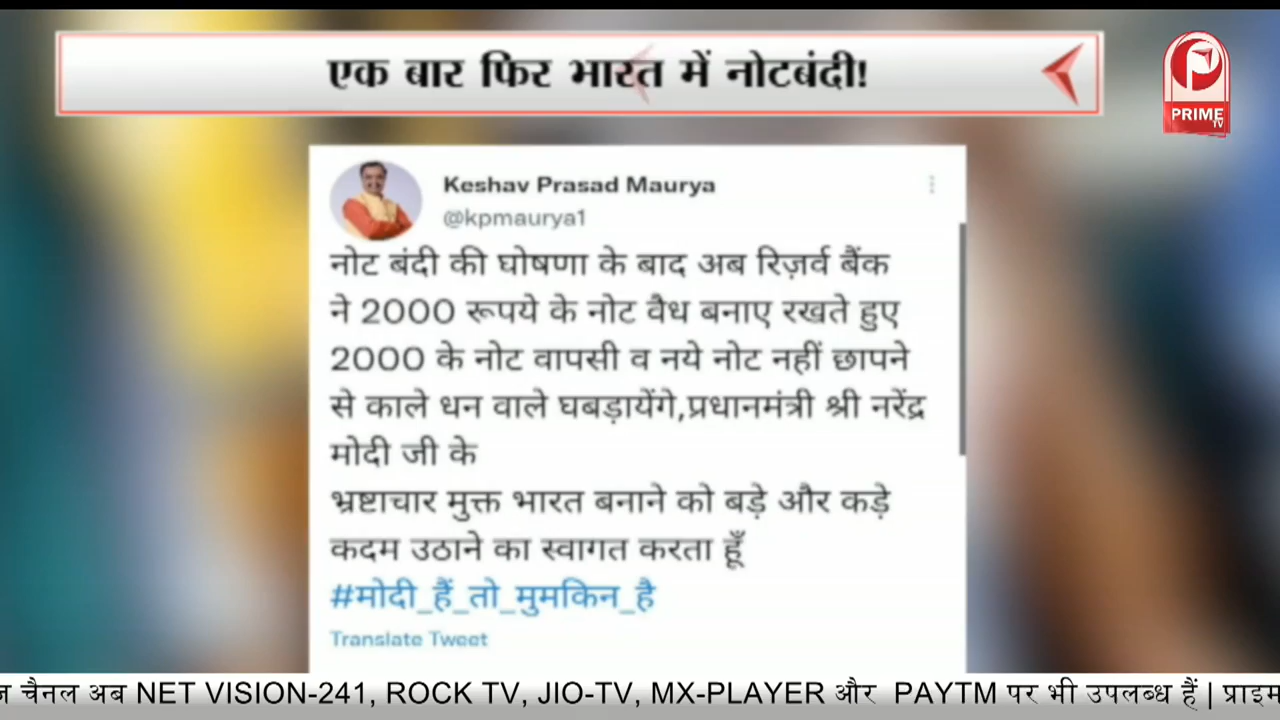 एक बार फिर भारत में नोटबंदी!
PRIME
TV
Keshav Prasad Maurya
@kpmaurya1
नोट बंदी की घोषणा के बाद अब रिज़र्व बैंक
ने 2000 रूपये के नोट वैध बनाए रखते हुए
2000 के नोट वापसी व नये नोट नहीं छापने
से काले धन वाले घबड़ायेंगे,प्रधानमंत्री श्री नरेंद्र
मोदी जी के
भ्रष्टाचार मुक्त भारत बनाने को बड़े और कड़े
कदम उठाने का स्वागत करता हूँ
#मोदी_हैं_तो_मुमकिन_है
Translate Tweet
ज चैनल अब NET VISION-241, ROCK TV, JIO-TV, MX-PLAYER और PAYTM पर भी उपलब्ध हैं | प्राइम